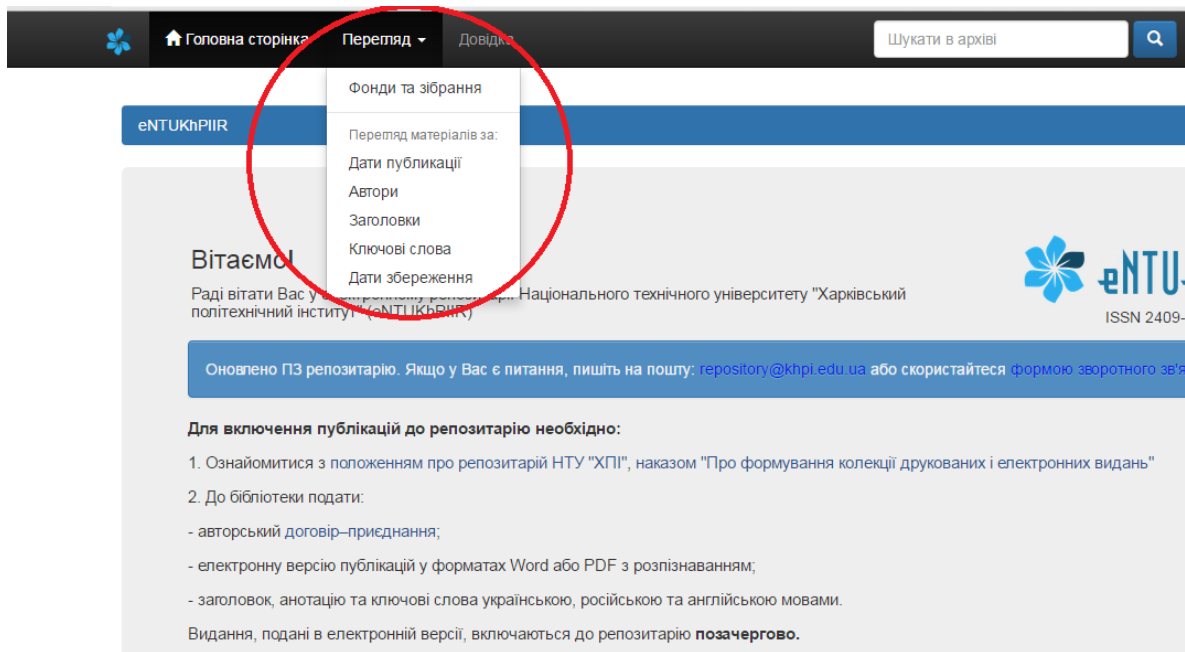 Головна сторінка Перегляд Довідка Шукати в архіві
Фонди та зібрання
eNTUKhPIIR
Перегляд матеріалів за:
Дати публікації
Автори
Заголовки
Ключові слова
Дати збереження
Вітаємо!
Раді вітати Вас у електронному репозитарії Національного технічного університету "Харківський
політехнічний інститут" (eNTUKhPIIR)
eNTU
ISSN 2409-
Оновлено ПЗ репозитарію. Якщо у Вас є питання, пишіть на пошту: repository@khpi.edu.ua або скористайтеся формою зворотного зв'я
Для включення публікацій до репозитарію необхідно:
1. Ознайомитися з положенням про репозитарій НТУ "ХПІ", наказом "Про формування колекції друкованих і електронних видань"
2. До бібліотеки подати:
- авторський договір–приєднання;
- електронну версію публікацій у форматах Word або PDF з розпізнаванням;
- заголовок, анотацію та ключові слова українською, російською та англійською мовами.
Видання, подані в електронній версії, включаються до репозитарію позачергово.